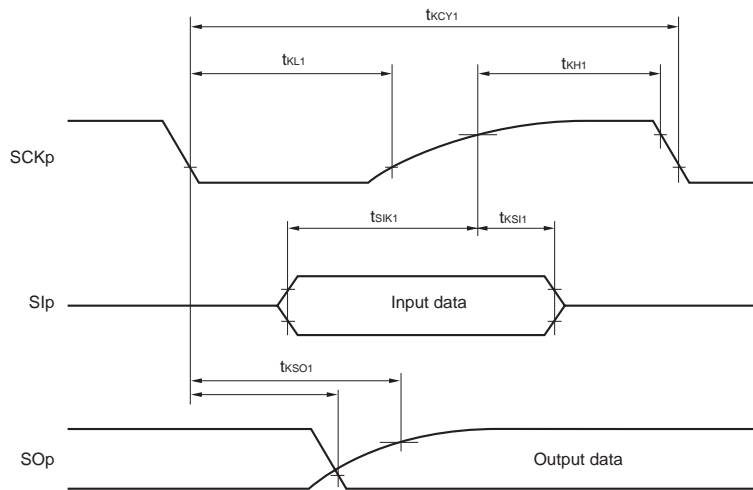 tKCY1
tKL1
tKH1
SCKp
tSIK1
tKSI1
SIp
Input data
tKSO1
SOp
Output data